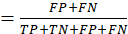 = FP+FN
TP+TN+FP+FN